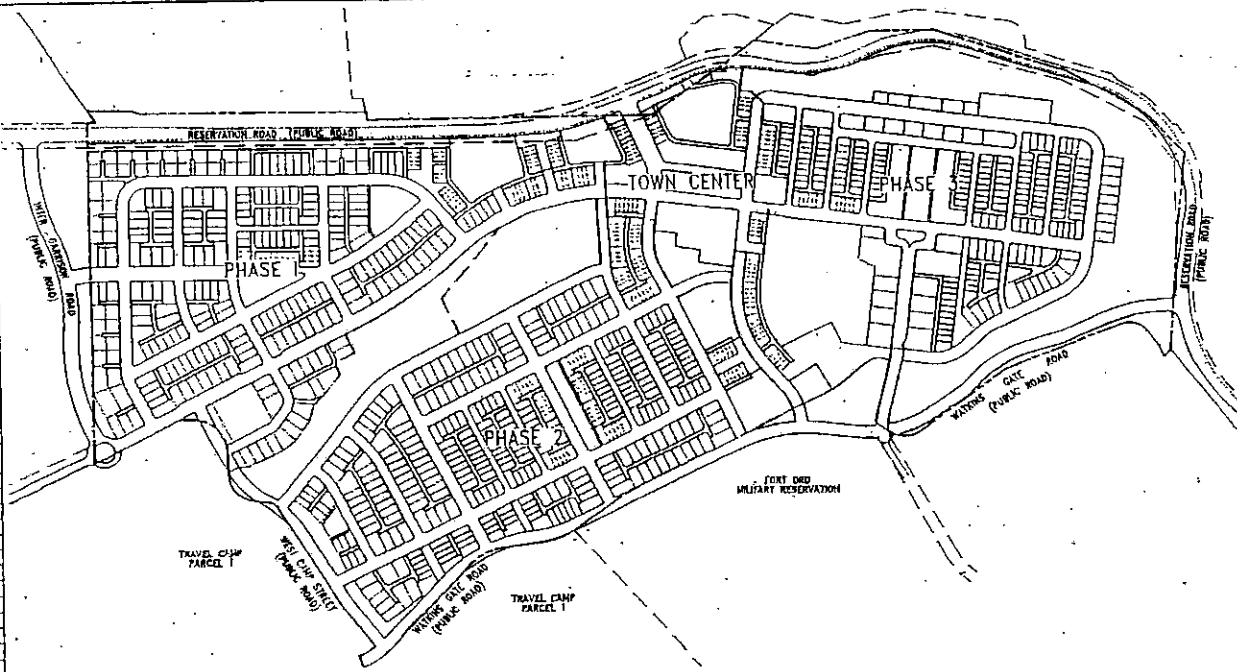 RESERVATION ROAD (PUBLIC ROAD)
TOWN CENTER
PHASE 3
INTER-GARRISON ROAD
(PUBLIC ROAD)
PHASE 1
RESERVATION ROAD
(PUBLIC ROAD)
WATKINS GATE ROAD
(PUBLIC ROAD)
PHASE 2
FORT ORD
MILITARY RESERVATION
TRAVEL CAMP
PARCEL 1
WEST CAMP STREET
(PUBLIC ROAD)
WATKINS GATE ROAD
(PUBLIC ROAD)
TRAVEL CAMP
PARCEL 1